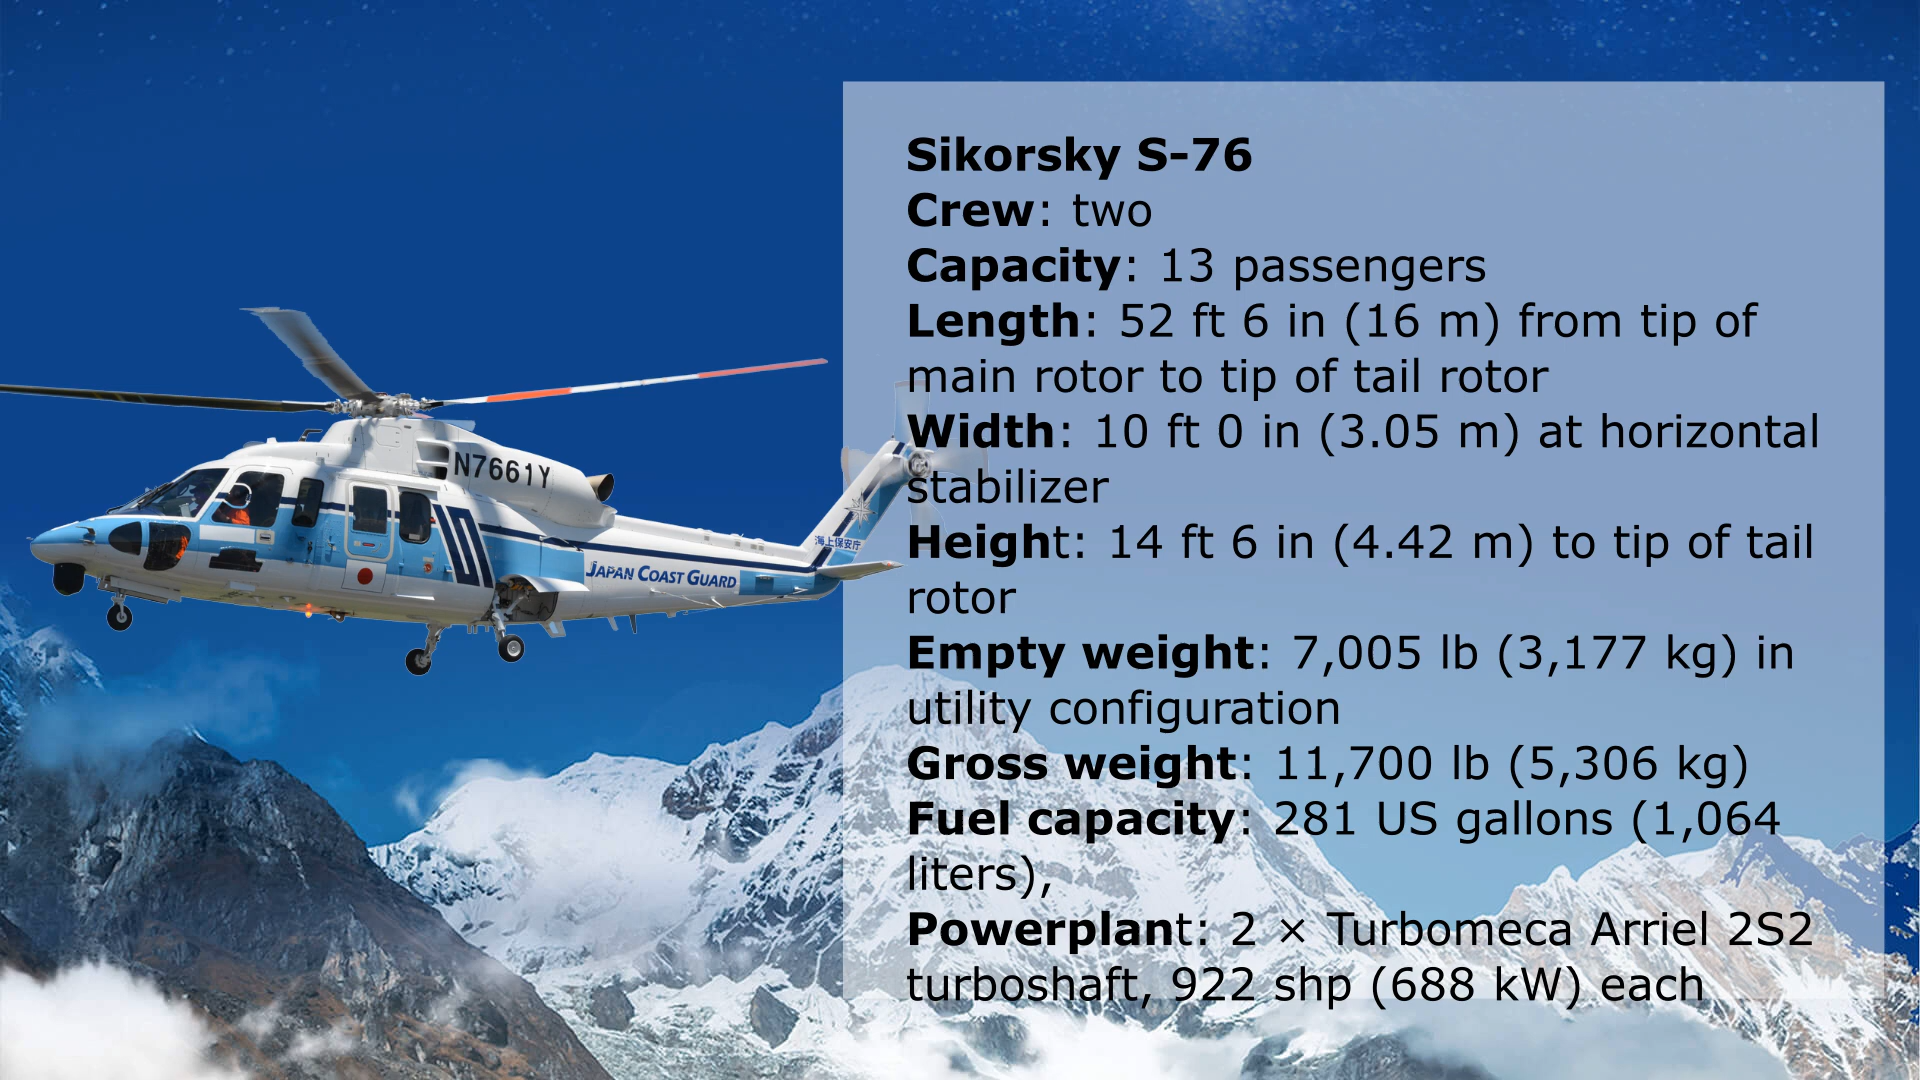 Sikorsky S-76
Crew: two
Capacity: 13 passengers
Length: 52 ft 6 in (16 m) from tip of
main rotor to tip of tail rotor
Width: 10 ft 0 in (3.05 m) at horizontal
stabilizer
Height: 14 ft 6 in (4.42 m) to tip of tail
rotor
Empty weight: 7,005 lb (3,177 kg) in
utility configuration
Gross weight: 11,700 lb (5,306 kg)
Fuel capacity: 281 US gallons (1,064
liters),
Powerplant: 2 × Turbomeca Arriel 2S2
turboshaft, 922 shp (688 kW) each
N7661Y
海上保安庁
JAPAN COAST GUARD